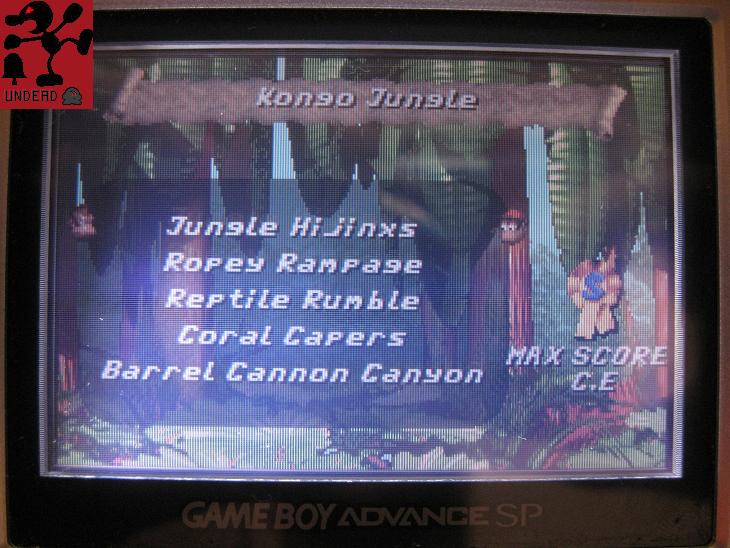 UNDEAD
Kongo Jungle
Jungle Hijinxs
Ropey Rampage
Reptile Rumble
Coral Capers
Barrel Cannon Canyon
S
MAX SCORE
C.E
GAME BOY ADVANCE SP